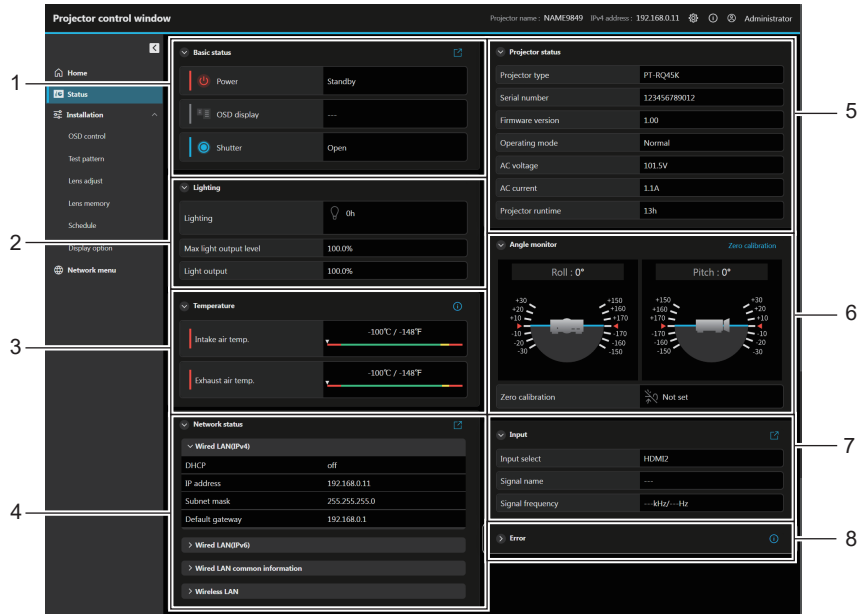 Projector control window
Projector name : NAME9849 IPv4 address : 192.168.0.11 Administrator
Home
Status
Installation
OSD control
Test pattern
Lens adjust
Lens memory
Schedule
Display option
Network menu
1
Basic status
Power Standby
OSD display ---
Shutter Open
2
Lighting
Lighting 0h
Max light output level 100.0%
Light output 100.0%
3
Temperature
Intake air temp. -100℃ / -148℉
Exhaust air temp. -100℃ / -148℉
4
Network status
Wired LAN(IPv4)
DHCP off
IP address 192.168.0.11
Subnet mask 255.255.255.0
Default gateway 192.168.0.1
Wired LAN(IPv6)
Wired LAN common information
Wireless LAN
5
Projector status
Projector type PT-RQ45K
Serial number 123456789012
Firmware version 1.00
Operating mode Normal
AC voltage 101.5V
AC current 1.1A
Projector runtime 13h
6
Angle monitor Zero calibration
Roll : 0° Pitch : 0°
+30 +150 +150 +30
+20 +160 +160 +20
+10 +170 +170 +10
-10 -170 -170 -10
-20 -160 -160 -20
-30 -150 -150 -30
Zero calibration Not set
7
Input
Input select HDMI2
Signal name ---
Signal frequency ---kHz/---Hz
8
Error